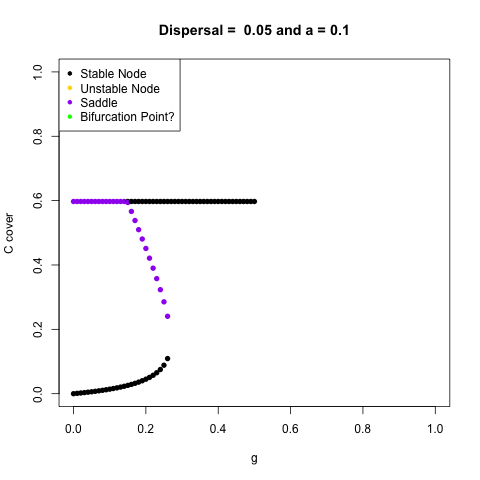 Dispersal =  0.05 and a = 0.1
Stable Node
Unstable Node
Saddle
Bifurcation Point?
C cover
1.0
0.8
0.6
0.4
0.2
0.0
0.0 0.2 0.4 0.6 0.8 1.0
g